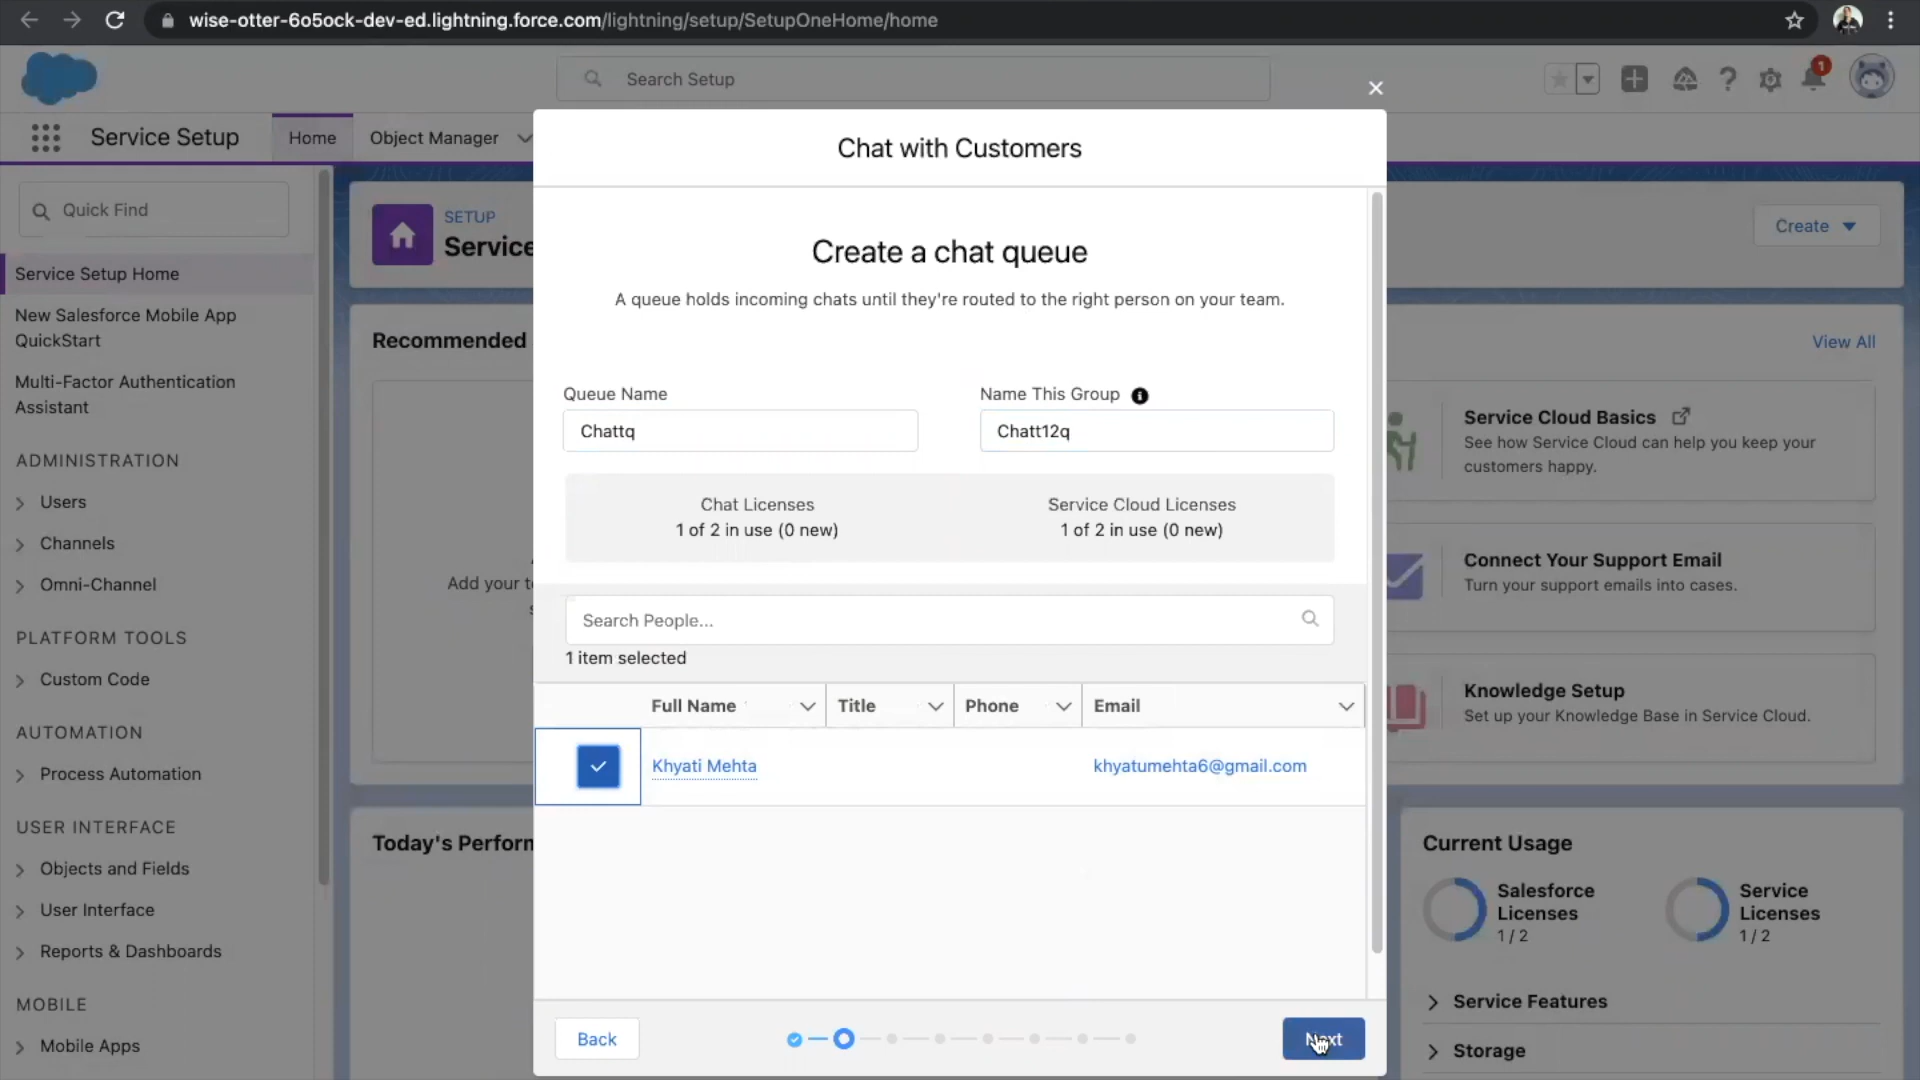 wise-otter-6o5ock-dev-ed.lightning.force.com/lightning/setup/SetupOneHome/home
Search Setup
1
Service Setup
Home
Object Manager
Quick Find
Service Setup Home
New Salesforce Mobile App
QuickStart
Multi-Factor Authentication
Assistant
ADMINISTRATION
Users
Channels
Omni-Channel
PLATFORM TOOLS
Custom Code
AUTOMATION
Process Automation
USER INTERFACE
Objects and Fields
User Interface
Reports & Dashboards
MOBILE
Mobile Apps
SETUP
Service
Create
Recommended
View All
Add your t
Today's Perforn
Chat with Customers
Create a chat queue
A queue holds incoming chats until they're routed to the right person on your team.
Queue Name
Chattq
Name This Group
Chatt12q
Chat Licenses
1 of 2 in use (0 new)
Service Cloud Licenses
1 of 2 in use (0 new)
Search People...
1 item selected
Full Name
Title
Phone
Email
Khyati Mehta
khyatumehta6@gmail.com
Back
Next
Service Cloud Basics
See how Service Cloud can help you keep your
customers happy.
Connect Your Support Email
Turn your support emails into cases.
Knowledge Setup
Set up your Knowledge Base in Service Cloud.
Current Usage
Salesforce
Licenses
1 / 2
Service
Licenses
1 / 2
Service Features
Storage